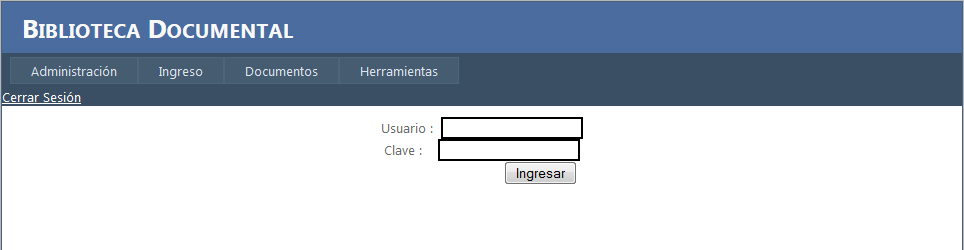 Biblioteca Documental
Administración Ingreso Documentos Herramientas
Cerrar Sesión
Usuario :
Clave :
Ingresar